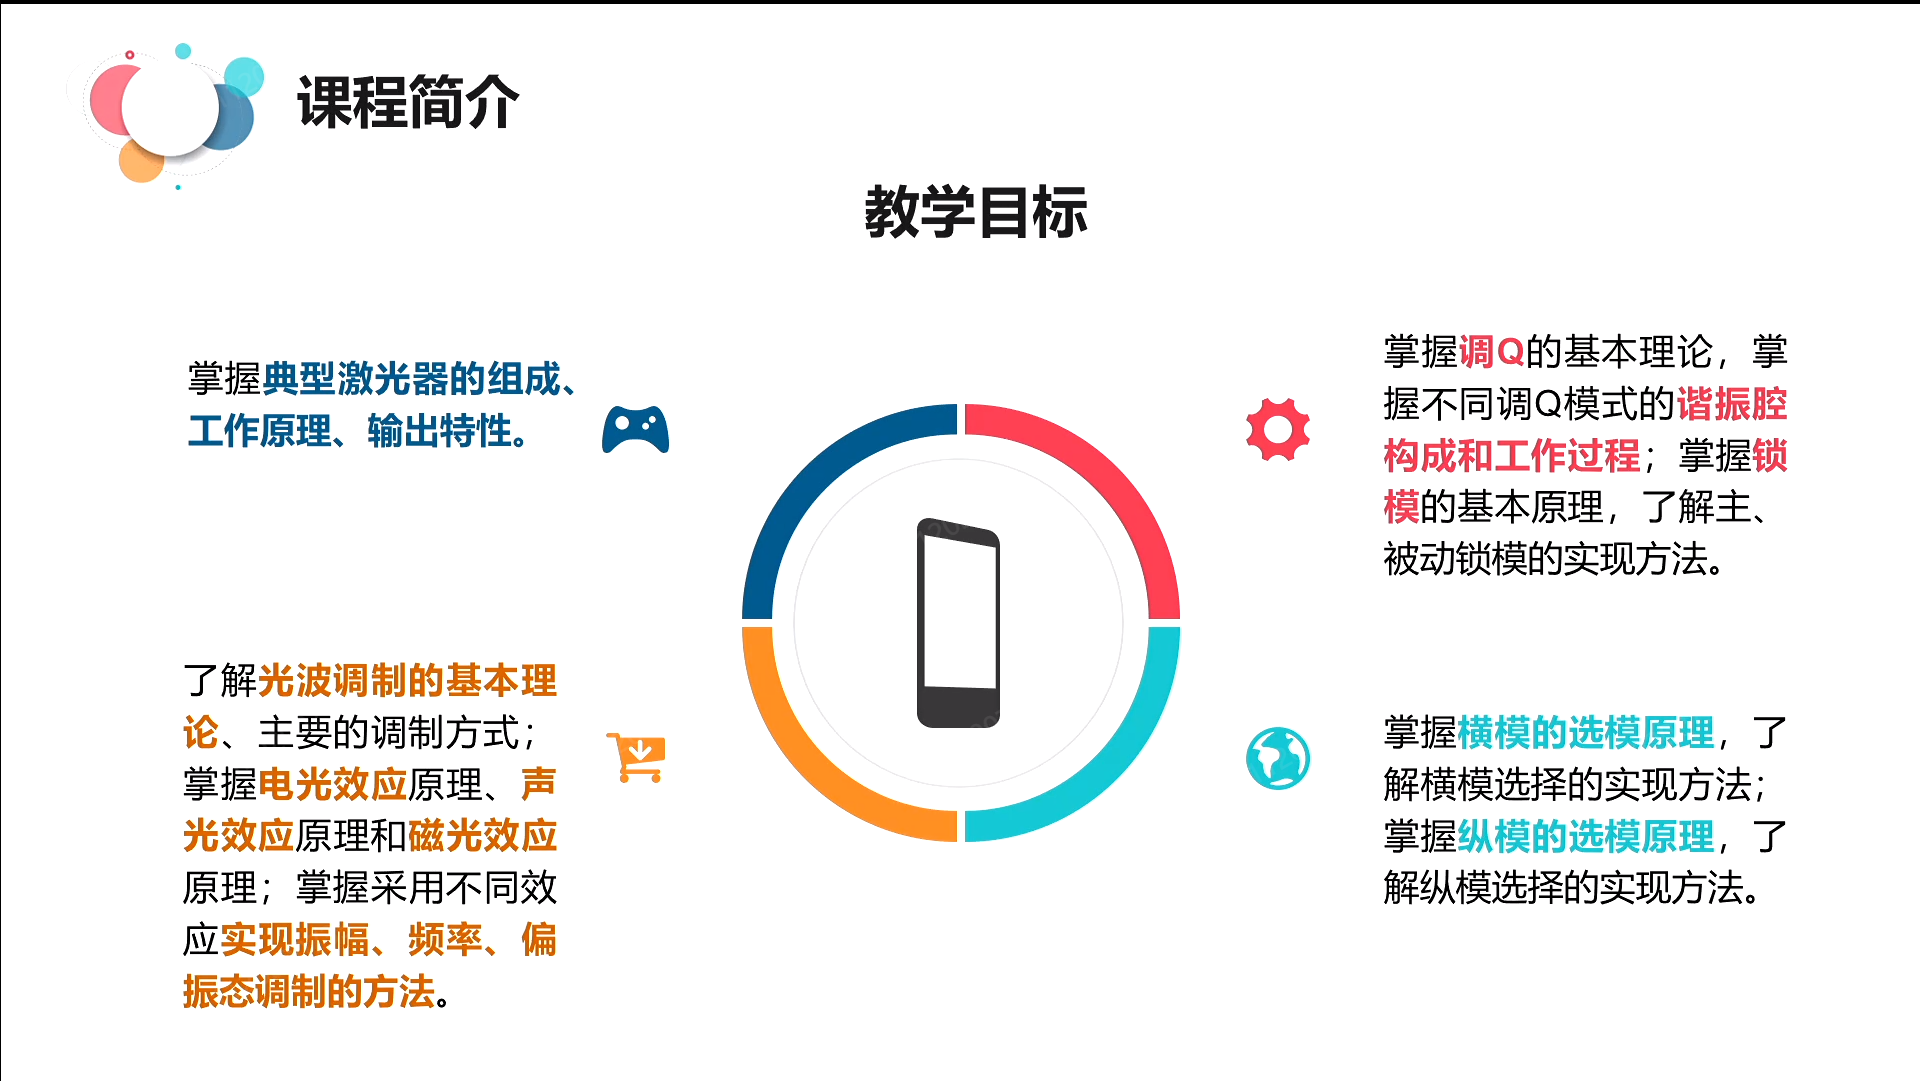 课程简介
教学目标
掌握典型激光器的组成、
工作原理、输出特性。
掌握调Q的基本理论，掌
握不同调Q模式的谐振腔
构成和工作过程；掌握锁
模的基本原理，了解主、
被动锁模的实现方法。
了解光波调制的基本理
论、主要的调制方式；
掌握电光效应原理、声
光效应原理和磁光效应
原理；掌握采用不同效
应实现振幅、频率、偏
振态调制的方法。
掌握横模的选模原理，了
解横模选择的实现方法；
掌握纵模的选模原理，了
解纵模选择的实现方法。